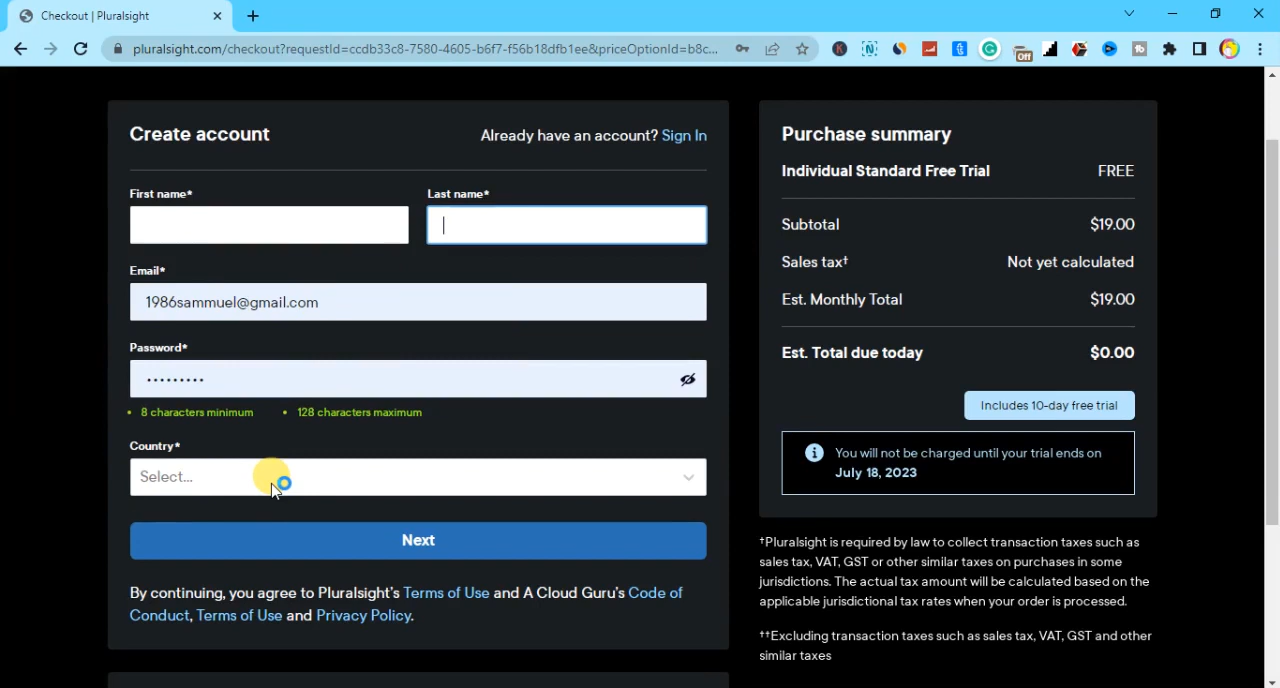 Checkout | Pluralsight
pluralsight.com/checkout?requestId=ccdb33c8-7580-4605-b6f7-f56b18dfb1ee&priceOptionId=b8c...
Off
Create account
Already have an account? Sign In
First name*
Last name*
Email*
1986sammuel@gmail.com
Password*
•••••••••
• 8 characters minimum
• 128 characters maximum
Country*
Select...
Next
By continuing, you agree to Pluralsight's Terms of Use and A Cloud Guru's Code of
Conduct, Terms of Use and Privacy Policy.
Purchase summary
Individual Standard Free Trial FREE
Subtotal $19.00
Sales tax† Not yet calculated
Est. Monthly Total $19.00
Est. Total due today $0.00
Includes 10-day free trial
You will not be charged until your trial ends on
July 18, 2023
†Pluralsight is required by law to collect transaction taxes such as
sales tax, VAT, GST or other similar taxes on purchases in some
jurisdictions. The actual tax amount will be calculated based on the
applicable jurisdictional tax rates when your order is processed.
††Excluding transaction taxes such as sales tax, VAT, GST and other
similar taxes